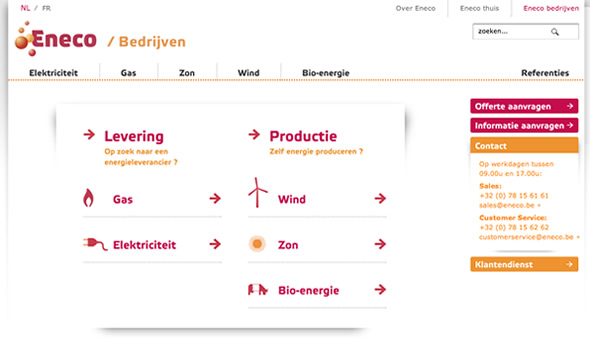 NL / FR
Over Eneco Eneco thuis Eneco bedrijven
Eneco / Bedrijven
zoeken...
Elektriciteit Gas Zon Wind Bio-energie Referenties
Levering
Op zoek naar een
energieleverancier ?
Gas
Elektriciteit
Productie
Zelf energie produceren ?
Wind
Zon
Bio-energie
Offerte aanvragen
Informatie aanvragen
Contact
Op werkdagen tussen
09.00u en 17.00u:
Sales:
+32 (0) 78 15 61 61
sales@eneco.be
Customer Service:
+32 (0) 78 15 62 62
customerservice@eneco.be
Klantendienst